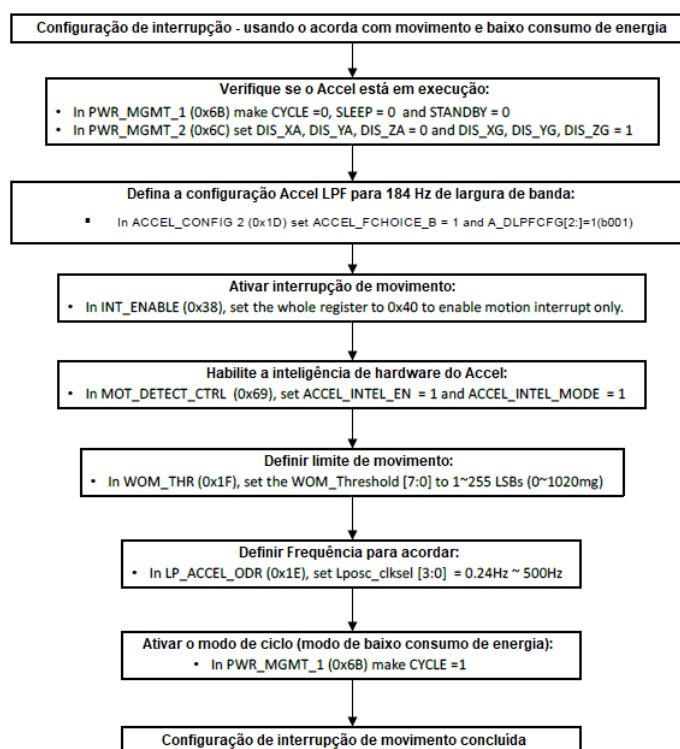 Configuração de interrupção - usando o acorda com movimento e baixo consumo de energia
Verifique se o Accel está em execução:
• In PWR_MGMT_1 (0x6B) make CYCLE =0, SLEEP = 0 and STANDBY = 0
• In PWR_MGMT_2 (0x6C) set DIS_XA, DIS_YA, DIS_ZA = 0 and DIS_XG, DIS_YG, DIS_ZG = 1
Defina a configuração Accel LPF para 184 Hz de largura de banda:
▪ In ACCEL_CONFIG 2 (0x1D) set ACCEL_FCHOICE_B = 1 and A_DLPFCFG[2:]=1(b001)
Ativar interrupção de movimento:
• In INT_ENABLE (0x38), set the whole register to 0x40 to enable motion interrupt only.
Habilite a inteligência de hardware do Accel:
• In MOT_DETECT_CTRL (0x69), set ACCEL_INTEL_EN = 1 and ACCEL_INTEL_MODE = 1
Definir limite de movimento:
• In WOM_THR (0x1F), set the WOM_Threshold [7:0] to 1~255 LSBs (0~1020mg)
Definir Frequência para acordar:
• In LP_ACCEL_ODR (0x1E), set Lposc_clksel [3:0] = 0.24Hz ~ 500Hz
Ativar o modo de ciclo (modo de baixo consumo de energia):
• In PWR_MGMT_1 (0x6B) make CYCLE =1
Configuração de interrupção de movimento concluída